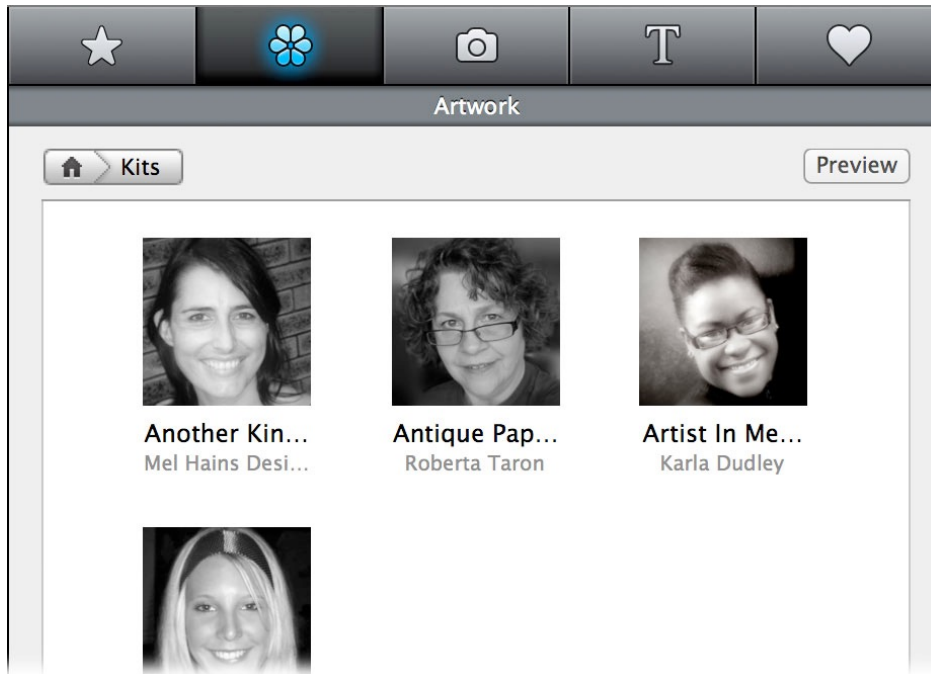 Artwork
Kits
Preview
Another Kin...
Antique Pap...
Artist In Me...
Mel Hains Desi...
Roberta Taron
Karla Dudley